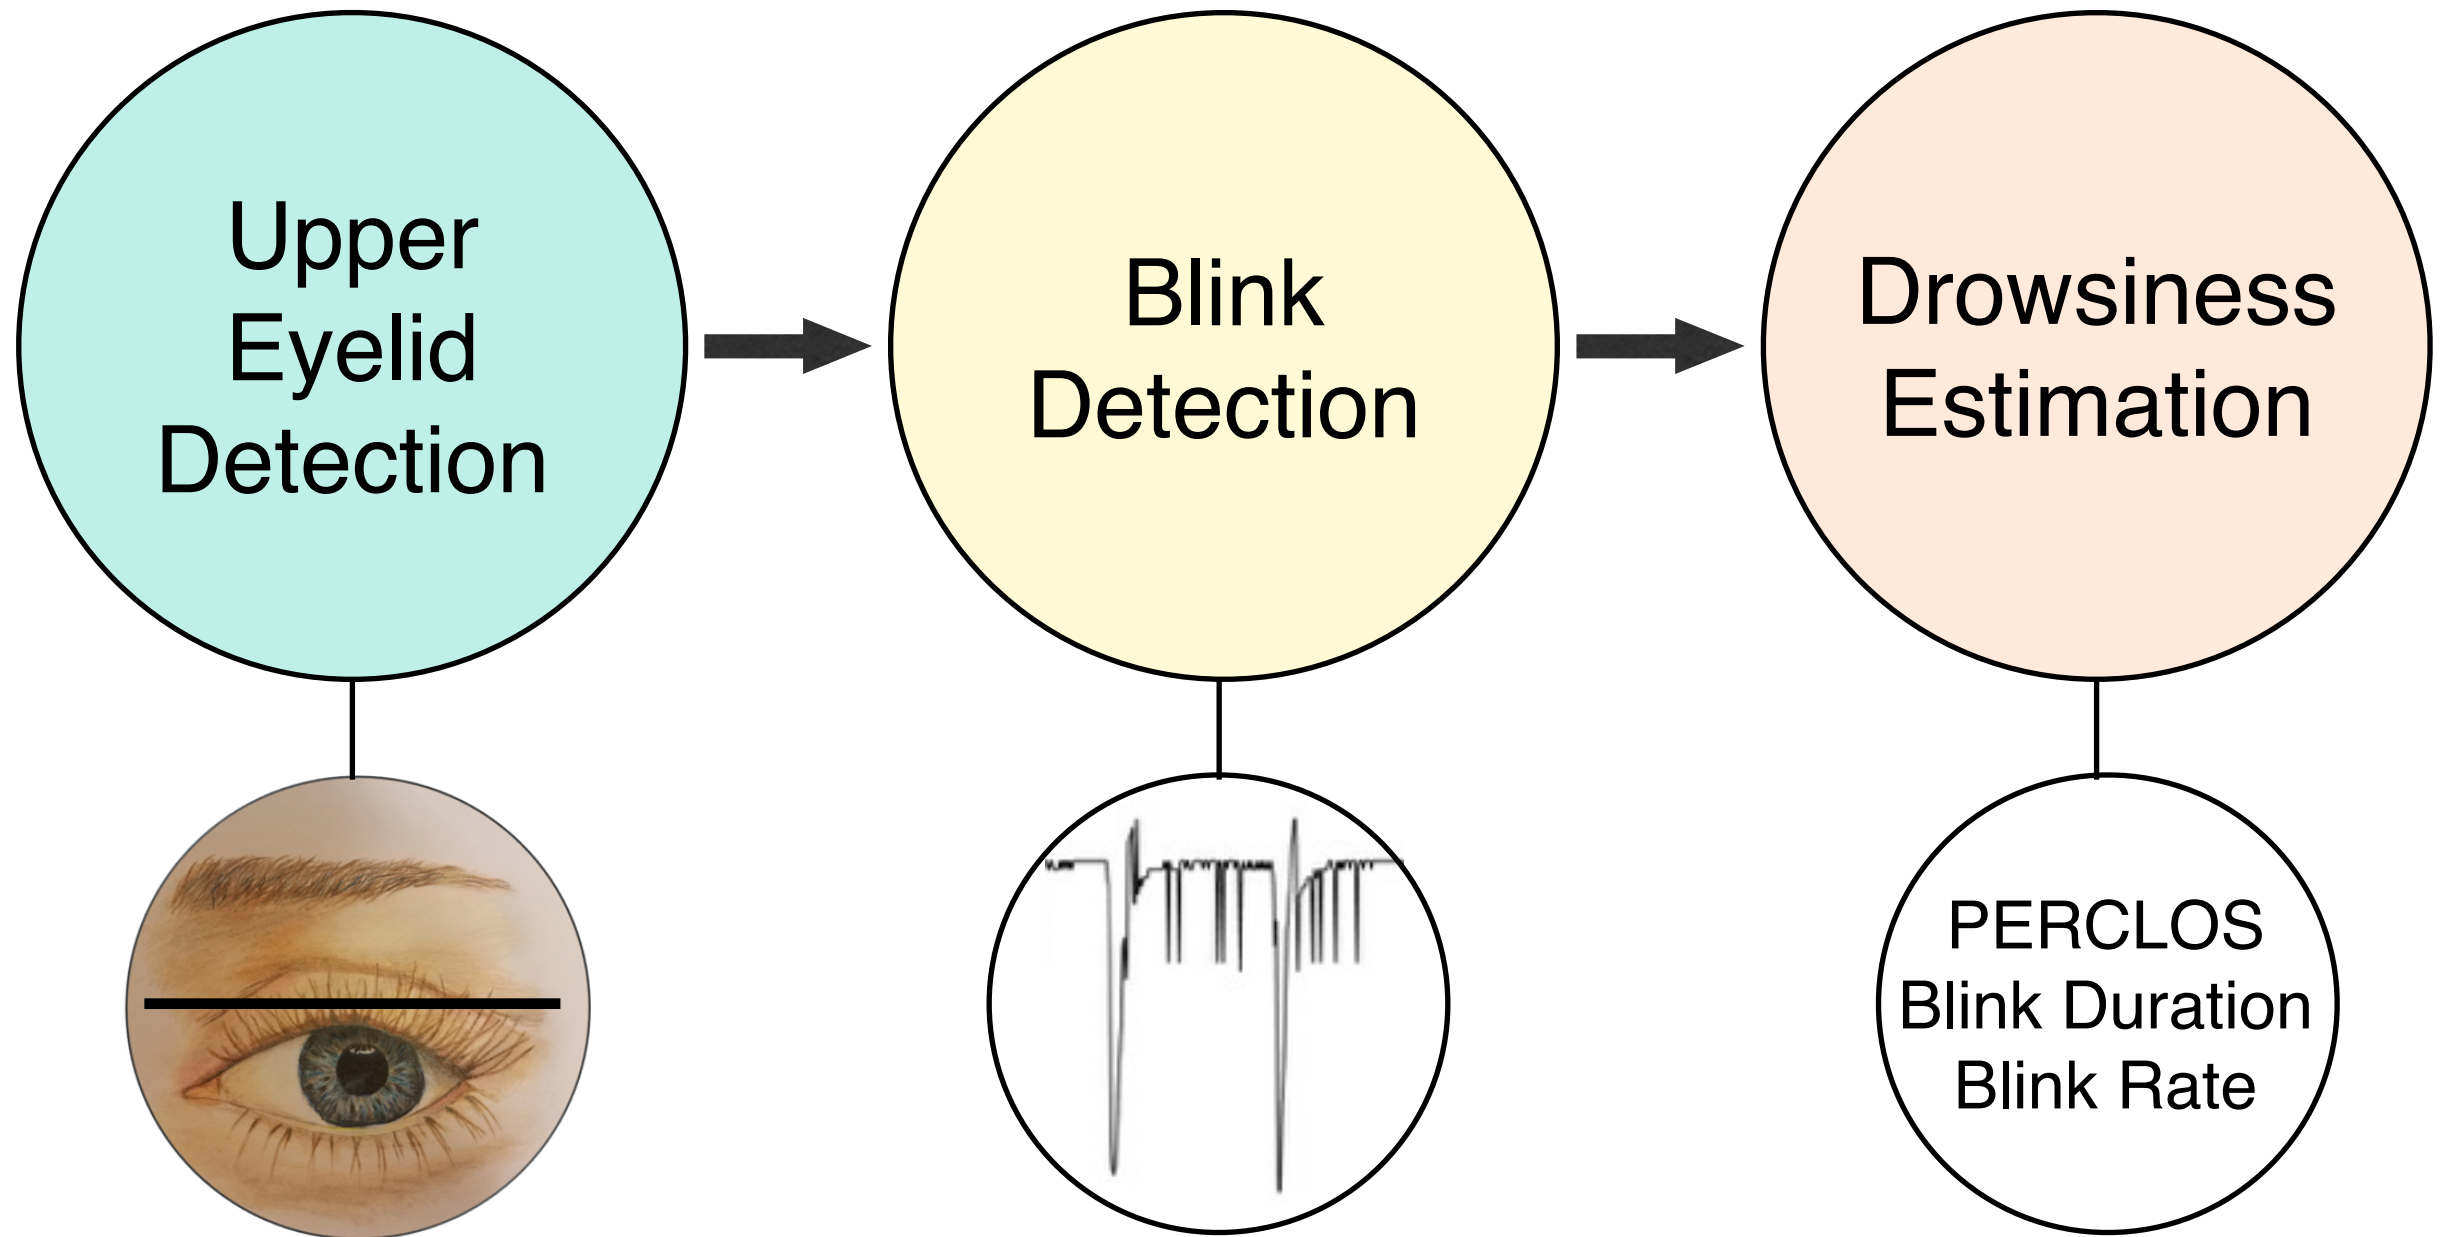 Upper
Eyelid
Detection
Blink
Detection
Drowsiness
Estimation
PERCLOS
Blink Duration
Blink Rate